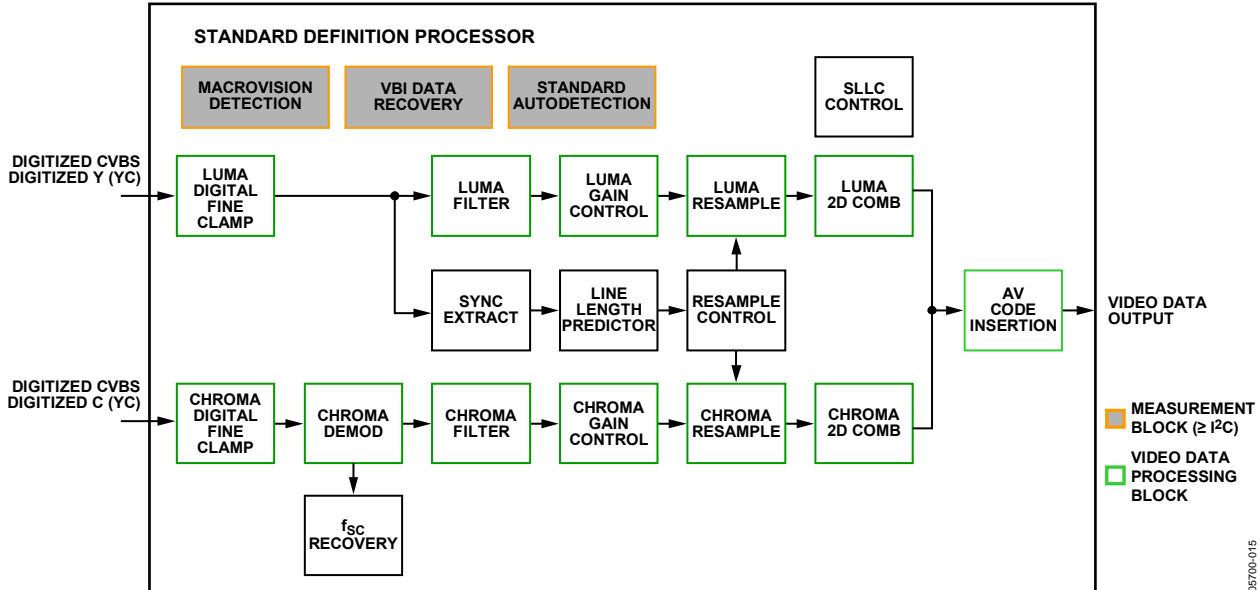 STANDARD DEFINITION PROCESSOR
MACROVISION
DETECTION
VBI DATA
RECOVERY
STANDARD
AUTODETECTION
SLLC
CONTROL
DIGITIZED CVBS
DIGITIZED Y (YC)
LUMA
DIGITAL
FINE
CLAMP
LUMA
FILTER
LUMA
GAIN
CONTROL
LUMA
RESAMPLE
LUMA
2D COMB
SYNC
EXTRACT
LINE
LENGTH
PREDICTOR
RESAMPLE
CONTROL
AV
CODE
INSERTION
VIDEO DATA
OUTPUT
DIGITIZED CVBS
DIGITIZED C (YC)
CHROMA
DIGITAL
FINE
CLAMP
CHROMA
DEMOD
CHROMA
FILTER
CHROMA
GAIN
CONTROL
CHROMA
RESAMPLE
CHROMA
2D COMB
fSC
RECOVERY
MEASUREMENT
BLOCK (≥ I2C)
VIDEO DATA
PROCESSING
BLOCK
05700-015